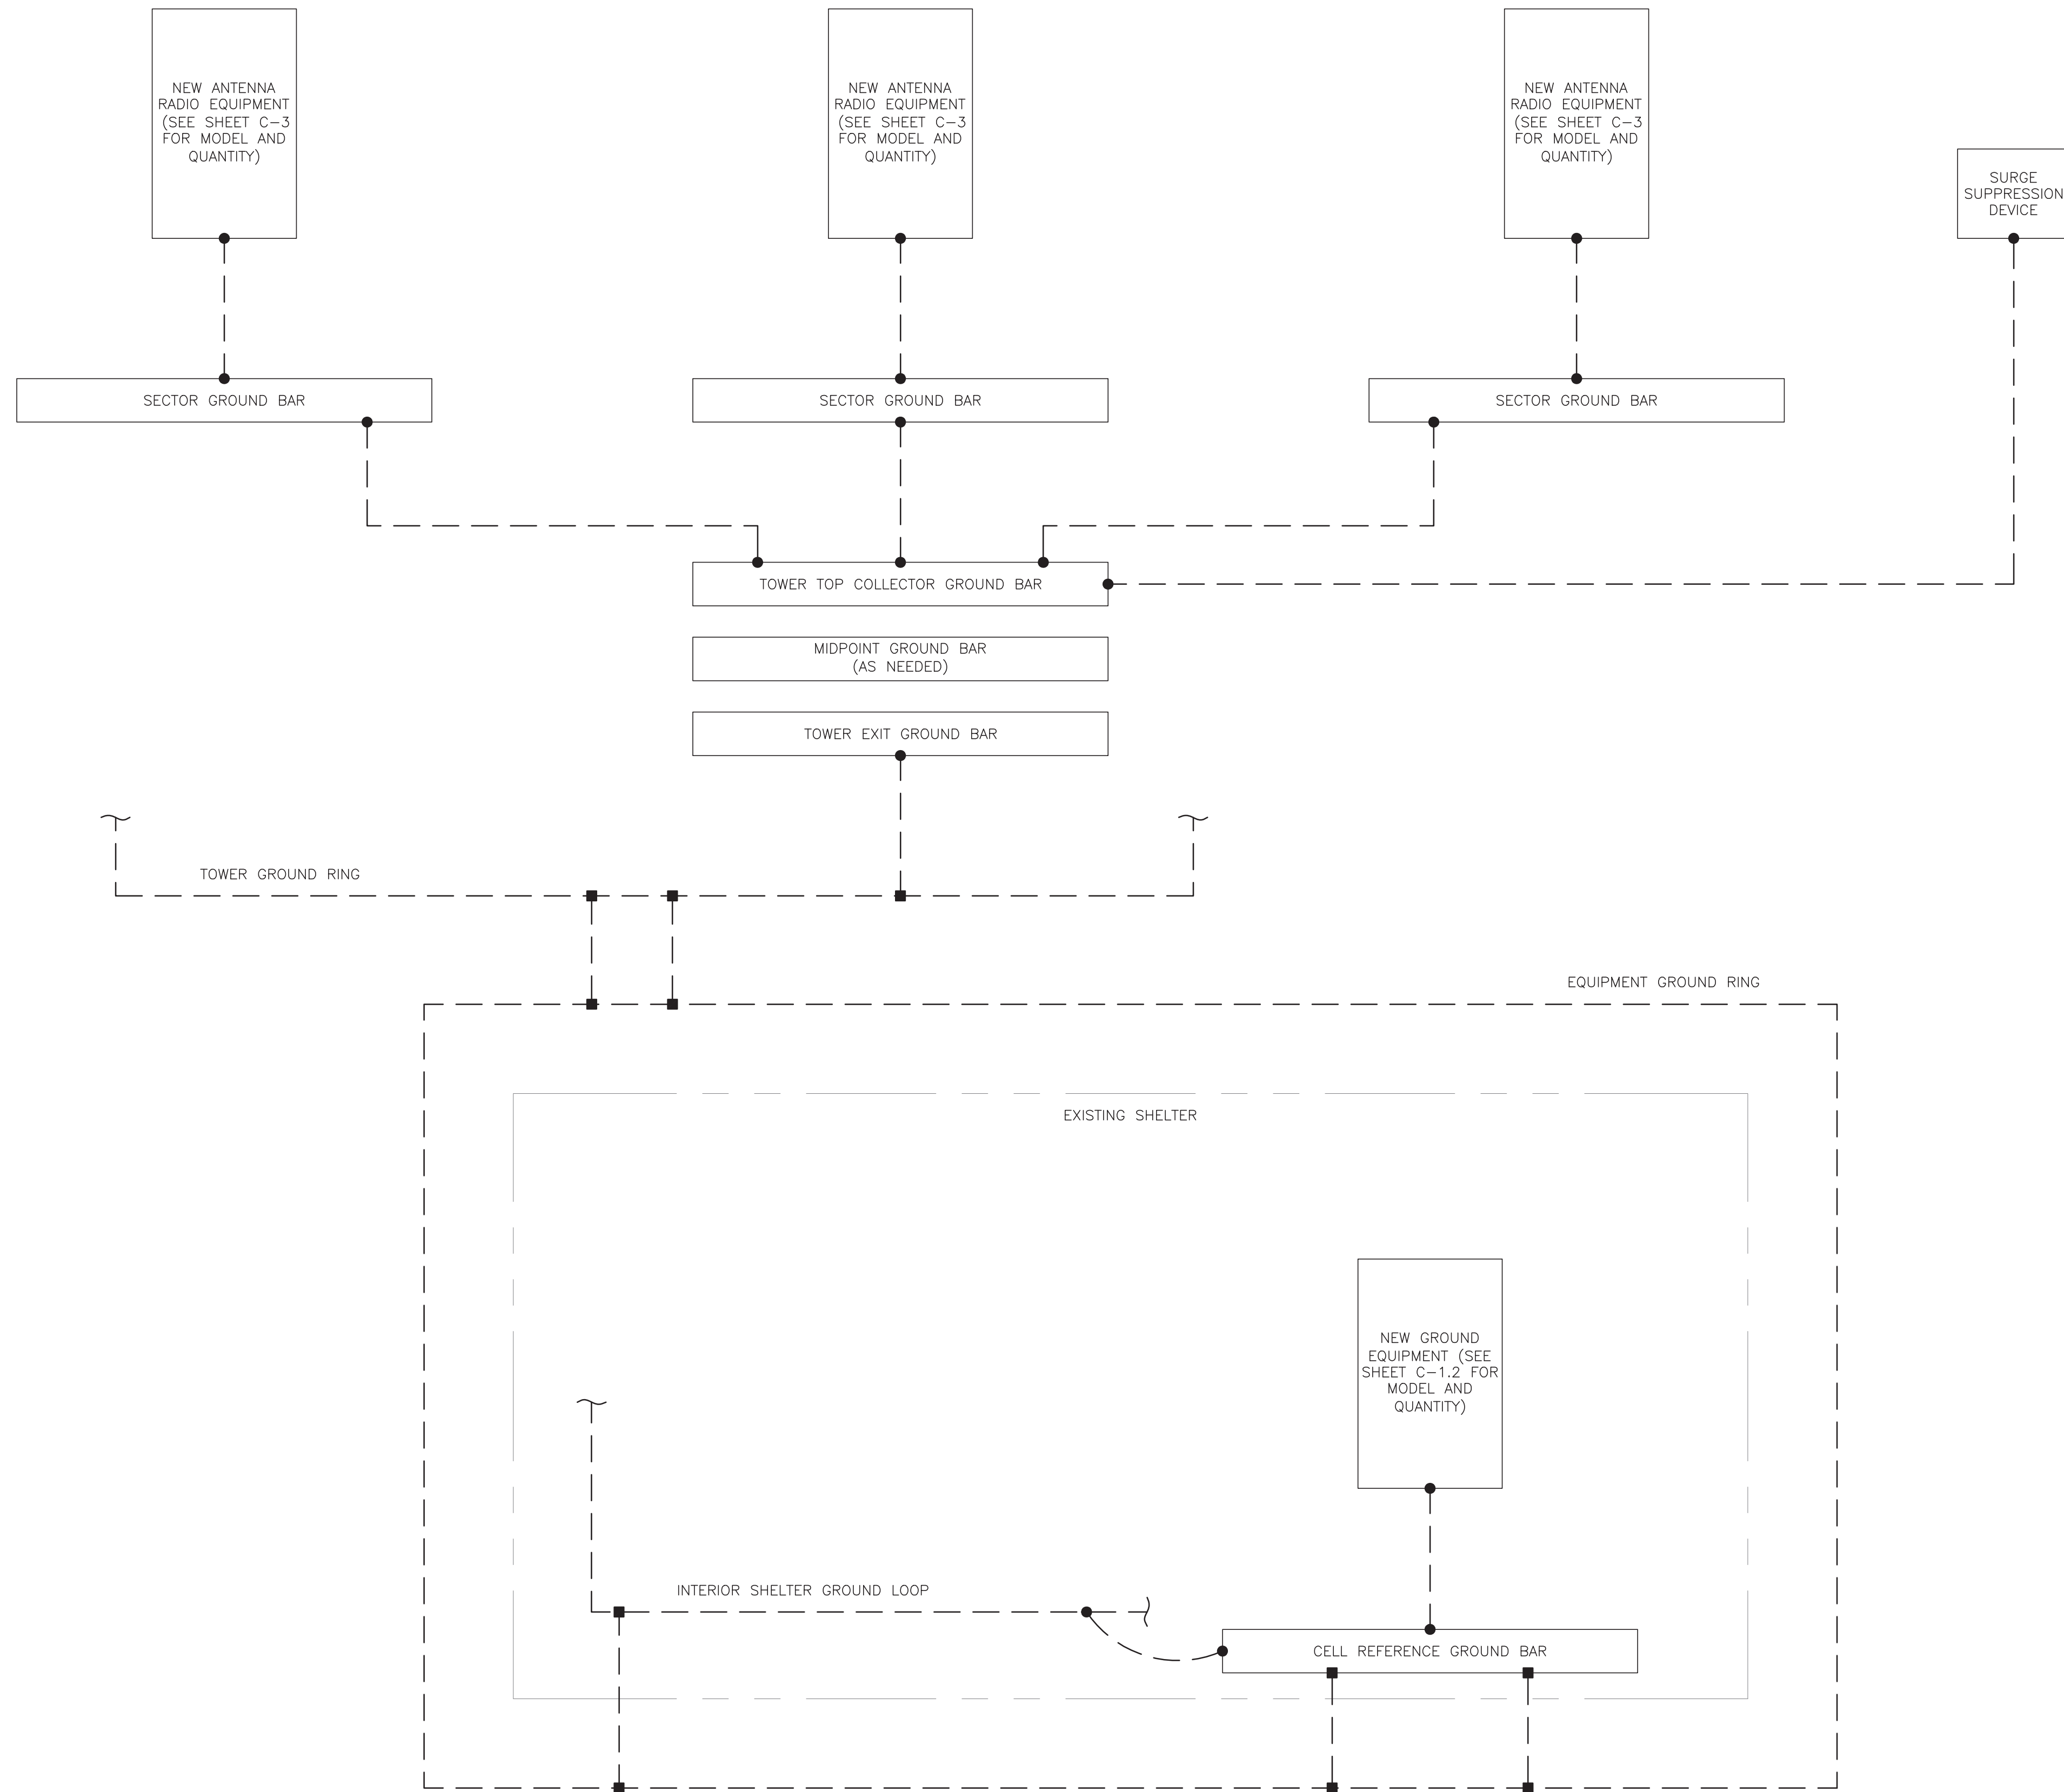 NEW ANTENNA
RADIO EQUIPMENT
(SEE SHEET C-3
FOR MODEL AND
QUANTITY)
NEW ANTENNA
RADIO EQUIPMENT
(SEE SHEET C-3
FOR MODEL AND
QUANTITY)
NEW ANTENNA
RADIO EQUIPMENT
(SEE SHEET C-3
FOR MODEL AND
QUANTITY)
SURGE
SUPPRESSION
DEVICE
SECTOR GROUND BAR
SECTOR GROUND BAR
SECTOR GROUND BAR
TOWER TOP COLLECTOR GROUND BAR
MIDPOINT GROUND BAR
(AS NEEDED)
TOWER EXIT GROUND BAR
TOWER GROUND RING
EQUIPMENT GROUND RING
EXISTING SHELTER
NEW GROUND
EQUIPMENT (SEE
SHEET C-1.2 FOR
MODEL AND
QUANTITY)
INTERIOR SHELTER GROUND LOOP
CELL REFERENCE GROUND BAR